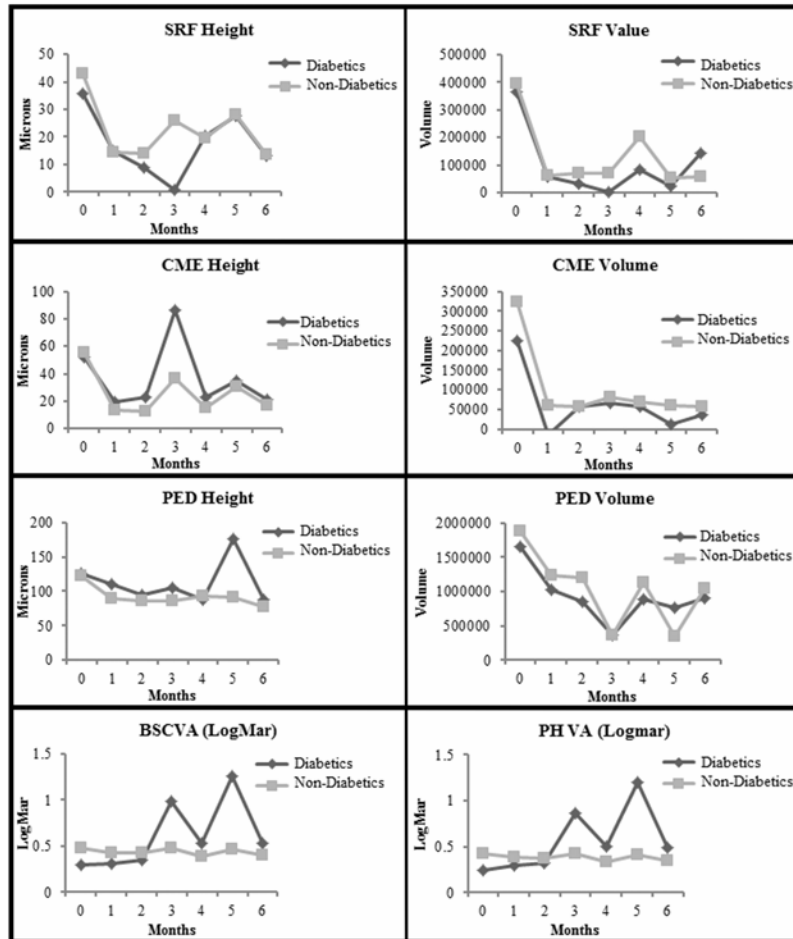 SRF Height
50
40
30
20
10
0
Microns
0 1 2 3 4 5 6
Months
Diabetics
Non-Diabetics
SRF Value
500000
400000
300000
200000
100000
0
Volume
0 1 2 3 4 5 6
Months
Diabetics
Non-Diabetics
CME Height
100
80
60
40
20
0
Microns
0 1 2 3 4 5 6
Months
Diabetics
Non-Diabetics
CME Volume
350000
300000
250000
200000
150000
100000
50000
0
Volume
0 1 2 3 4 5 6
Months
Diabetics
Non-Diabetics
PED Height
200
150
100
50
0
Microns
0 1 2 3 4 5 6
Months
Diabetics
Non-Diabetics
PED Volume
2000000
1500000
1000000
500000
0
Volume
0 1 2 3 4 5 6
Months
Diabetics
Non-Diabetics
BSCVA (LogMar)
1.5
1
0.5
0
LogMar
0 1 2 3 4 5 6
Months
Diabetics
Non-Diabetics
PH VA (Logmar)
1.5
1
0.5
0
LogMar
0 1 2 3 4 5 6
Months
Diabetics
Non-Diabetics